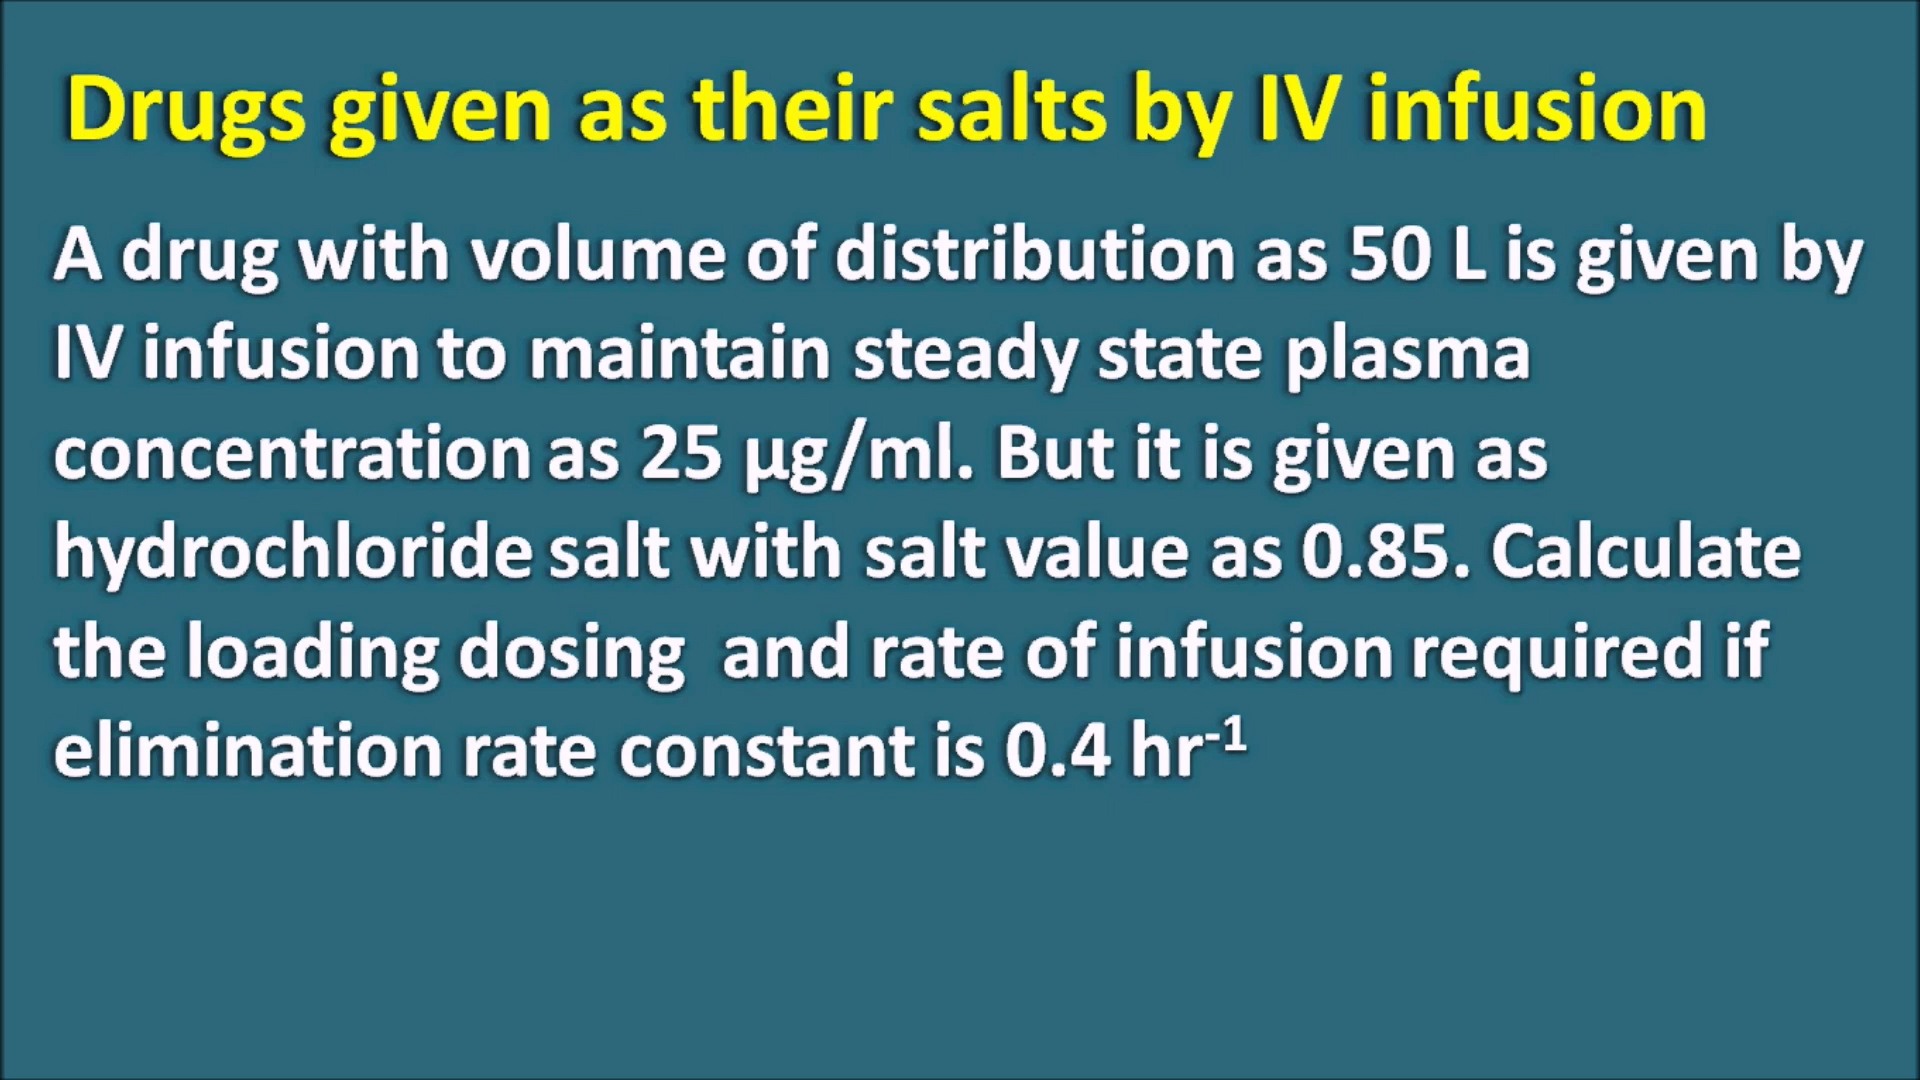 Drugs given as their salts by IV infusion
A drug with volume of distribution as 50 L is given by
IV infusion to maintain steady state plasma
concentration as 25 µg/ml. But it is given as
hydrochloride salt with salt value as 0.85. Calculate
the loading dosing  and rate of infusion required if
elimination rate constant is 0.4 hr⁻¹